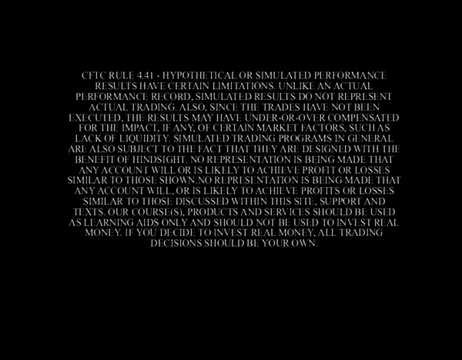 CFTC RULE 4.41 - HYPOTHETICAL OR SIMULATED PERFORMANCE
RESULTS HAVE CERTAIN LIMITATIONS. UNLIKE AN ACTUAL
PERFORMANCE RECORD, SIMULATED RESULTS DO NOT REPRESENT
ACTUAL TRADING. ALSO, SINCE THE TRADES HAVE NOT BEEN
EXECUTED, THE RESULTS MAY HAVE UNDER-OR-OVER COMPENSATED
FOR THE IMPACT, IF ANY, OF CERTAIN MARKET FACTORS, SUCH AS
LACK OF LIQUIDITY. SIMULATED TRADING PROGRAMS IN GENERAL
ARE ALSO SUBJECT TO THE FACT THAT THEY ARE DESIGNED WITH THE
BENEFIT OF HINDSIGHT. NO REPRESENTATION IS BEING MADE THAT
ANY ACCOUNT WILL OR IS LIKELY TO ACHIEVE PROFIT OR LOSSES
SIMILAR TO THOSE SHOWN. NO REPRESENTATION IS BEING MADE THAT
ANY ACCOUNT WILL, OR IS LIKELY TO ACHIEVE PROFITS OR LOSSES
SIMILAR TO THOSE DISCUSSED WITHIN THIS SITE, SUPPORT AND
TEXTS. OUR COURSE(S), PRODUCTS AND SERVICES SHOULD BE USED
AS LEARNING AIDS ONLY AND SHOULD NOT BE USED TO INVEST REAL
MONEY. IF YOU DECIDE TO INVEST REAL MONEY, ALL TRADING
DECISIONS SHOULD BE YOUR OWN.